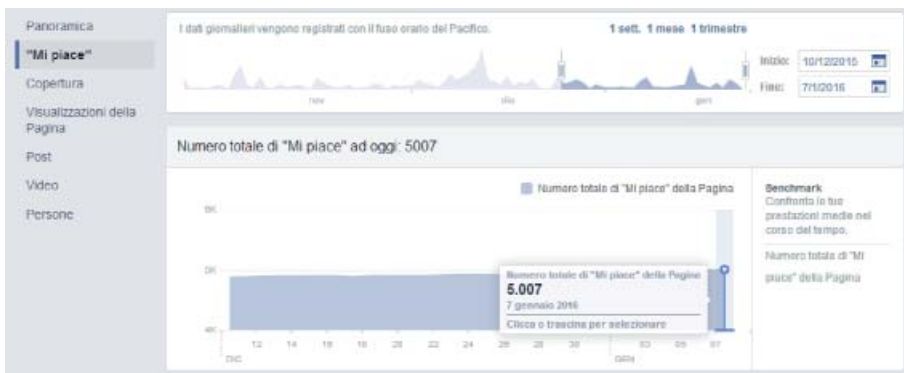 Panoramica
"Mi piace"
Copertura
Visualizzazioni della
Pagina
Post
Video
Persone
I dati giornalieri vengono registrati con il fuso orario del Pacifico.
1 sett. 1 mese 1 trimestre
Inizio: 10/12/2015
Fine: 7/1/2016
nov
dic
gen
Numero totale di "Mi piace" ad oggi: 5007
Numero totale di "Mi piace" della Pagina
Benchmark
Confronta le tue
prestazioni medie nel
corso del tempo.
Numero totale di "Mi
piace" della Pagina
Numero totale di "Mi piace" della Pagina
5.007
7 gennaio 2016
Clicca o trascina per selezionare
4K
12 14 16 18 20 22 24 26 28 30 03 05 07
DIC
GEN